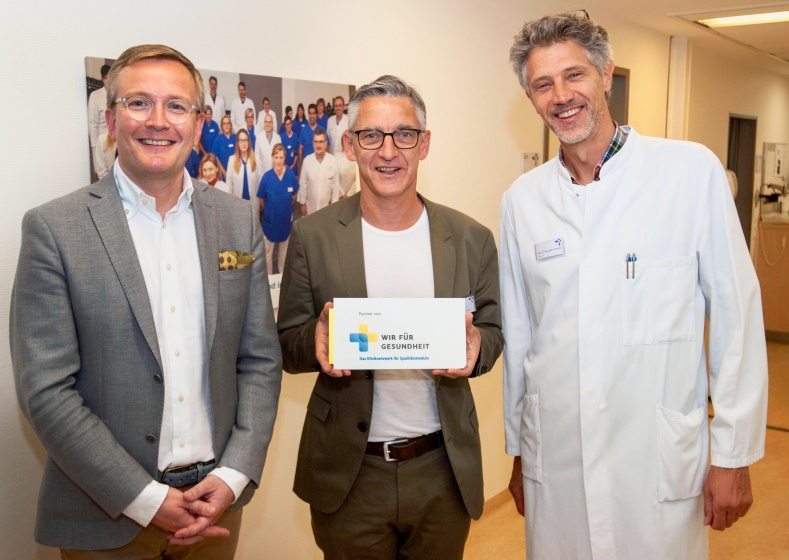 Partner von
WIR FÜR
GESUNDHEIT
Das Kliniknetzwerk für Qualitätsmedizin